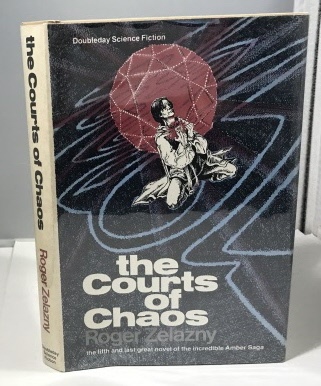 Doubleday Science Fiction
the
Courts
of
Chaos
Roger Zelazny
the fifth and last great novel of the incredible Amber Saga
the Courts of Chaos
Roger Zelazny